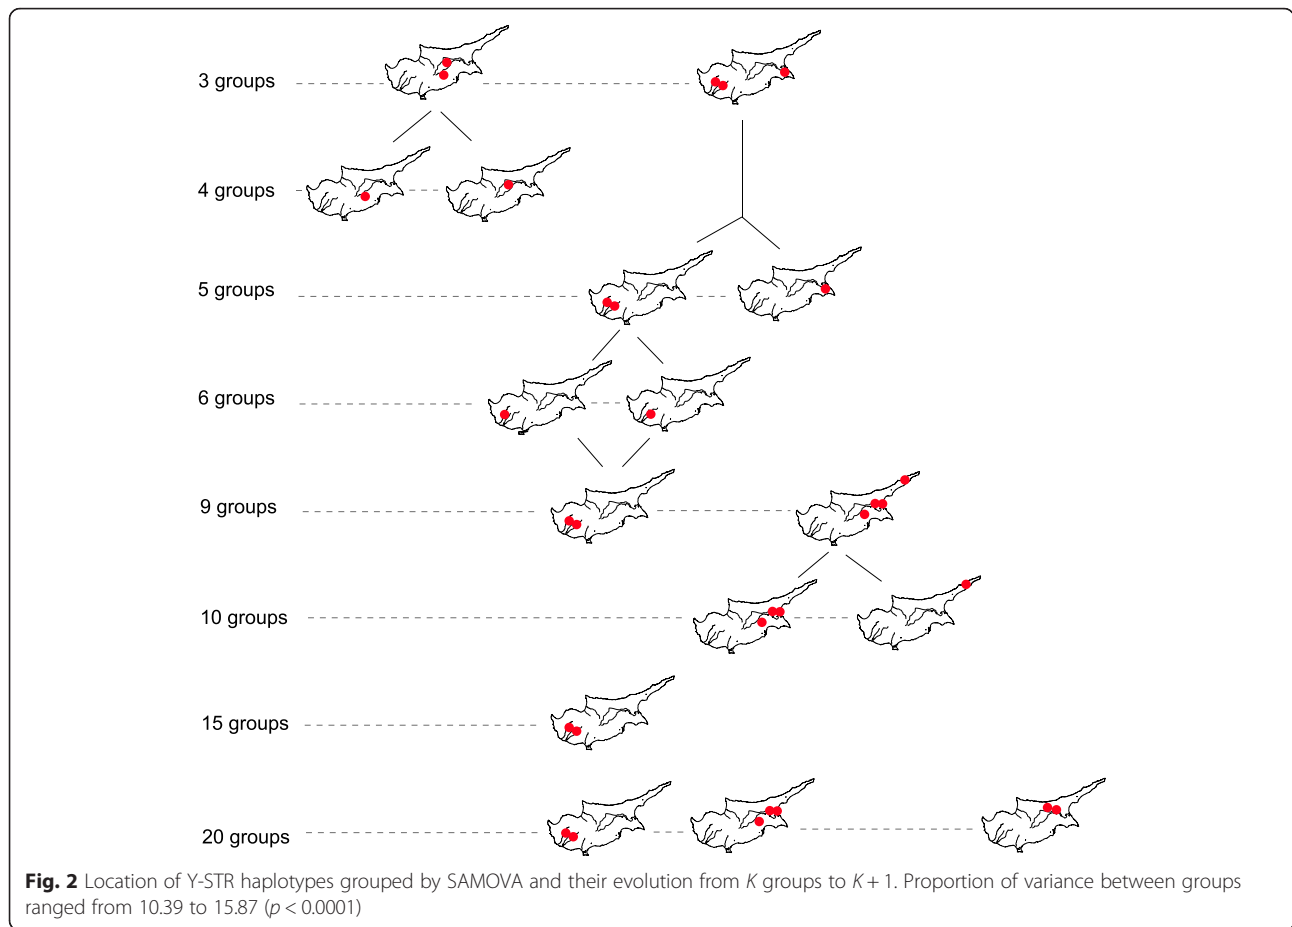 3 groups
4 groups
5 groups
6 groups
9 groups
10 groups
15 groups
20 groups
Fig. 2 Location of Y-STR haplotypes grouped by SAMOVA and their evolution from K groups to K + 1. Proportion of variance between groups
ranged from 10.39 to 15.87 (p < 0.0001)